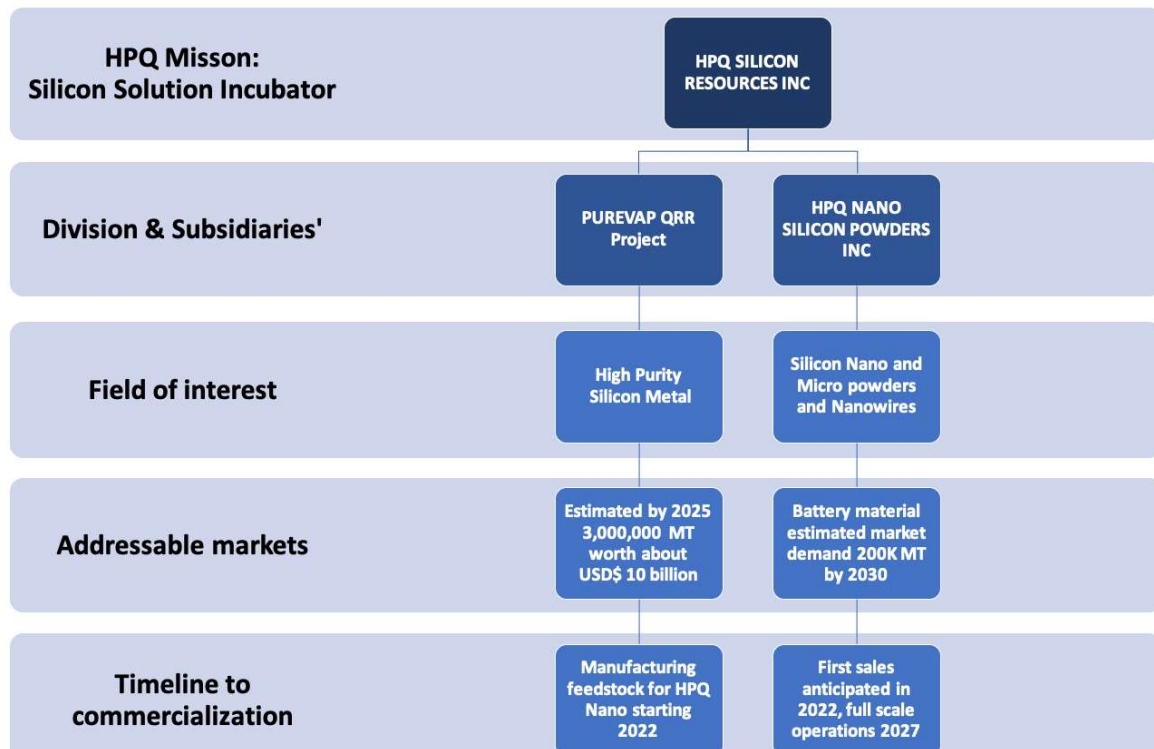 HPQ Misson:
Silicon Solution Incubator
HPQ SILICON
RESOURCES INC
Division & Subsidiaries'
PUREVAP QRR
Project
HPQ NANO
SILICON POWDERS
INC
Field of interest
High Purity
Silicon Metal
Silicon Nano and
Micro powders
and Nanowires
Addressable markets
Estimated by 2025
3,000,000 MT
worth about
USD$ 10 billion
Battery material
estimated market
demand 200K MT
by 2030
Timeline to
commercialization
Manufacturing
feedstock for HPQ
Nano starting
2022
First sales
anticipated in
2022, full scale
operations 2027